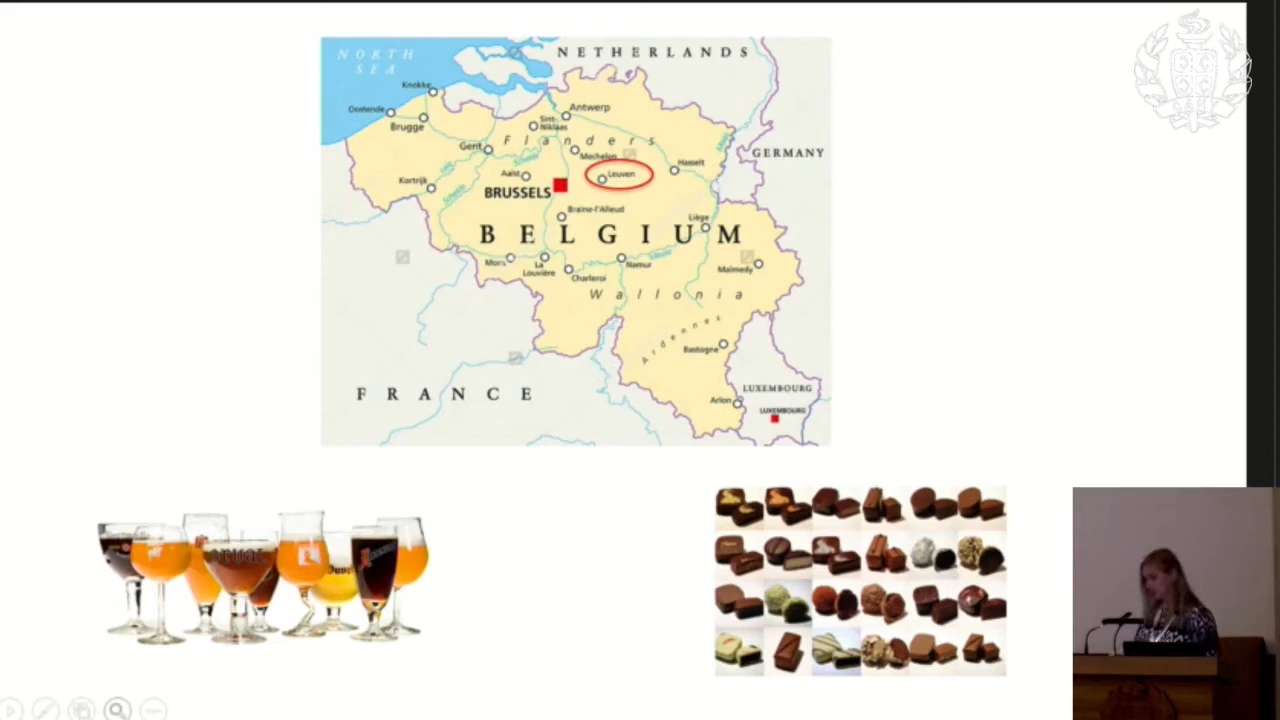 NORTH
SEA
NETHERLANDS
Knokke
Oostende
Brugge
Antwerp
Sint-
Niklaas
Flanders
Gent
Mechelen
GERMANY
Hasselt
Aalst
Leuven
Kortrijk
BRUSSELS
Braine-l'Alleud
Liège
BELGIUM
Mons
La
Louvière
Charleroi
Namur
Malmedy
Wallonia
Ardennes
Bastogne
FRANCE
LUXEMBOURG
Arlon
LUXEMBOURG